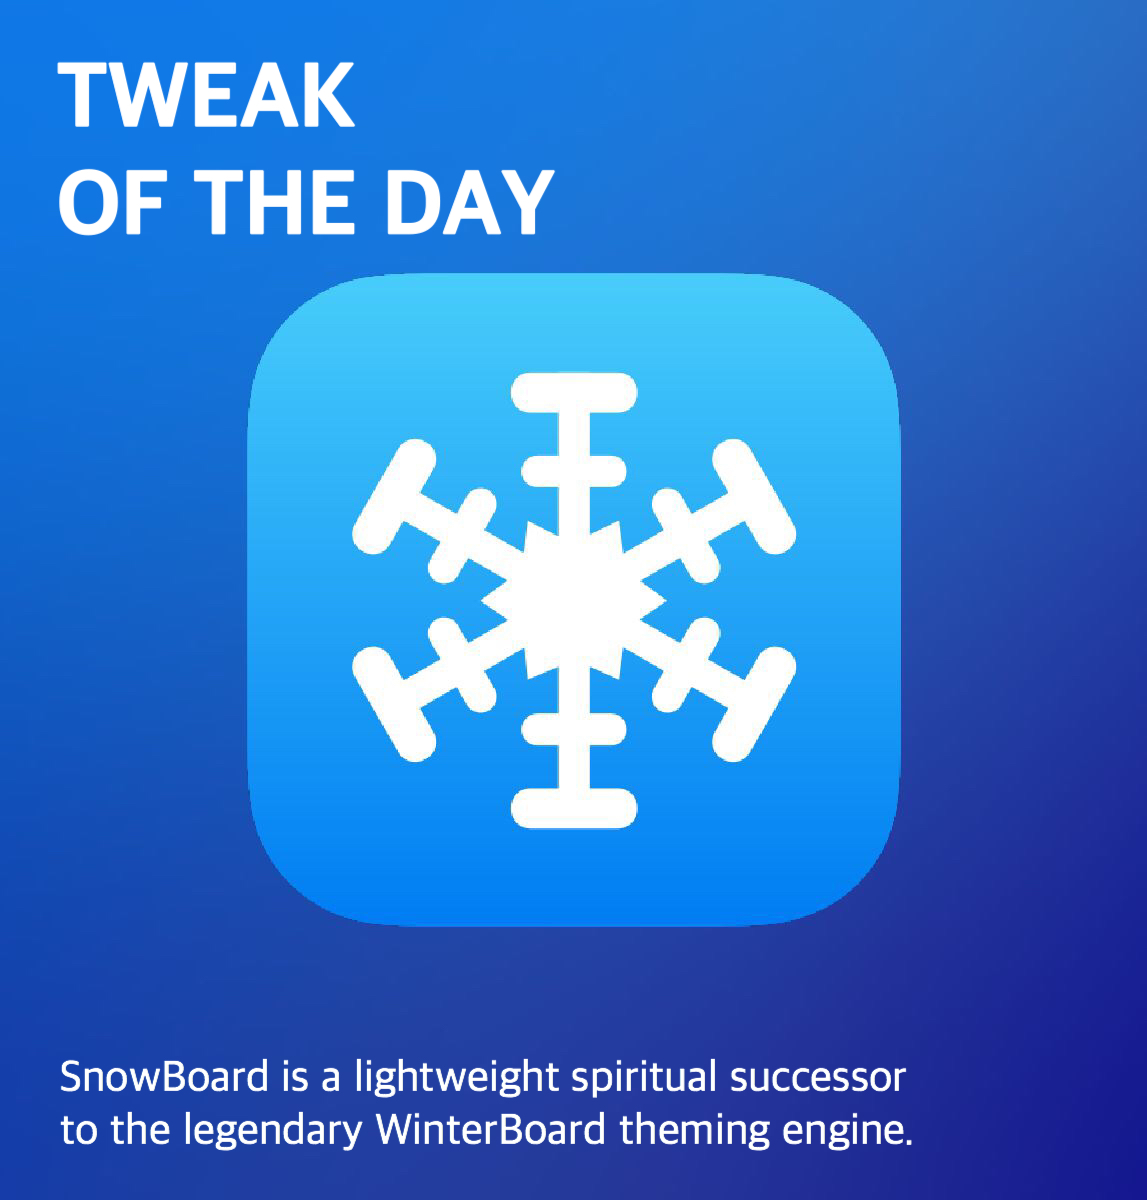 TWEAK
OF THE DAY
SnowBoard is a lightweight spiritual successor
to the legendary WinterBoard theming engine.